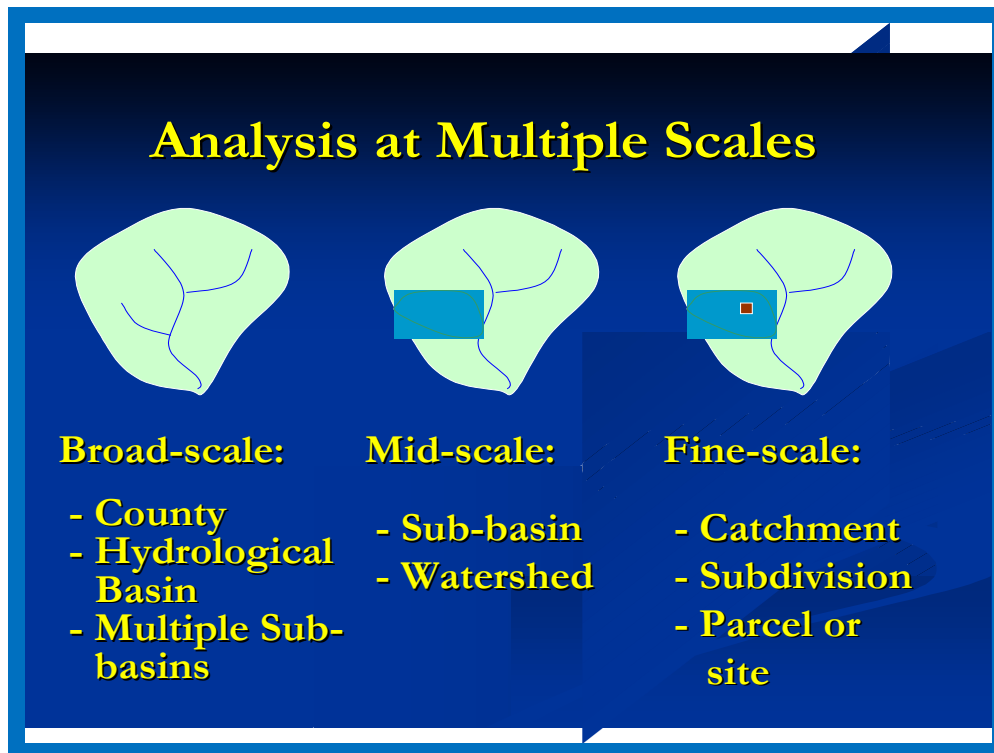 Analysis at Multiple Scales
Broad-scale:
- County
- Hydrological
Basin
- Multiple Sub-
basins
Mid-scale:
- Sub-basin
- Watershed
Fine-scale:
- Catchment
- Subdivision
- Parcel or
site